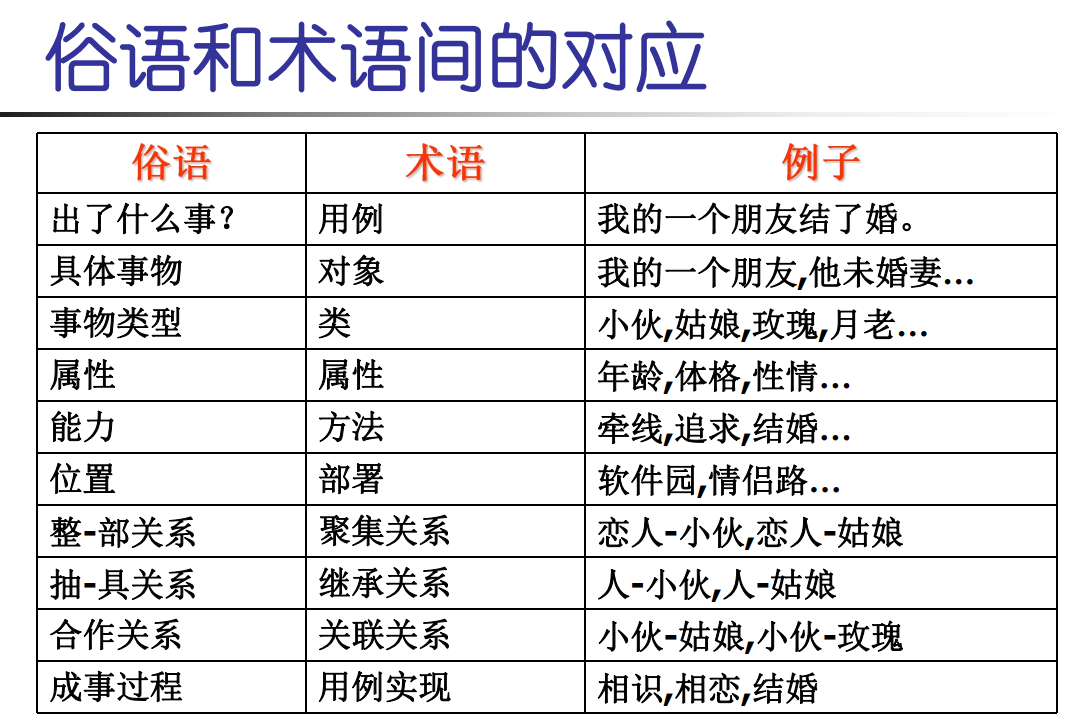 俗语和术语间的对应
俗语 术语 例子
出了什么事? 用例 我的一个朋友结了婚。
具体事物 对象 我的一个朋友,他未婚妻…
事物类型 类 小伙,姑娘,玫瑰,月老…
属性 属性 年龄,体格,性情…
能力 方法 牵线,追求,结婚…
位置 部署 软件园,情侣路…
整-部关系 聚集关系 恋人-小伙,恋人-姑娘
抽-具关系 继承关系 人-小伙,人-姑娘
合作关系 关联关系 小伙-姑娘,小伙-玫瑰
成事过程 用例实现 相识,相恋,结婚